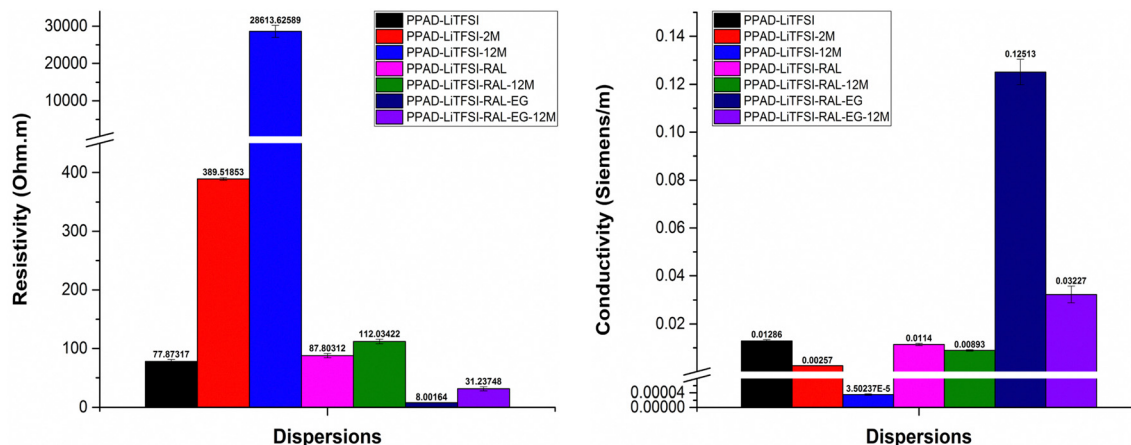 Resistivity (Ohm.m)
30000
20000
10000
400
300
200
100
0
28613.62589
389.51853
77.87317
87.80312
112.03422
8.00164
31.23748
PPAD-LiTFSI
PPAD-LiTFSI-2M
PPAD-LiTFSI-12M
PPAD-LiTFSI-RAL
PPAD-LiTFSI-RAL-12M
PPAD-LiTFSI-RAL-EG
PPAD-LiTFSI-RAL-EG-12M
Dispersions
Conductivity (Siemens/m)
0.14
0.12
0.10
0.08
0.06
0.04
0.02
0.00004
0.00000
PPAD-LiTFSI
PPAD-LiTFSI-2M
PPAD-LiTFSI-12M
PPAD-LiTFSI-RAL
PPAD-LiTFSI-RAL-12M
PPAD-LiTFSI-RAL-EG
PPAD-LiTFSI-RAL-EG-12M
0.12513
0.03227
0.01286
0.0114
0.00893
0.00257
3.50237E-5
Dispersions